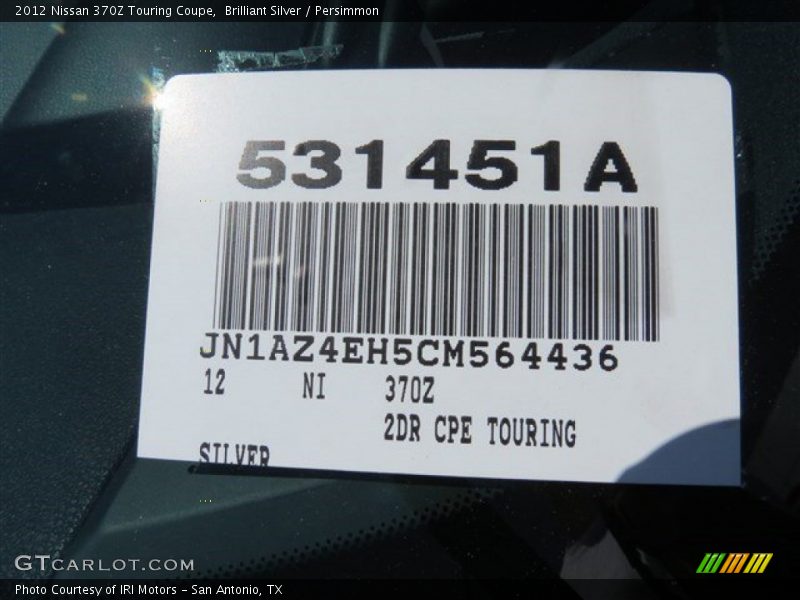 2012 Nissan 370Z Touring Coupe, Brilliant Silver / Persimmon
531451A
JN1AZ4EH5CM564436
12 NI 370Z
2DR CPE TOURING
SILVER
GTCARLOT.COM
Photo Courtesy of IRI Motors - San Antonio, TX